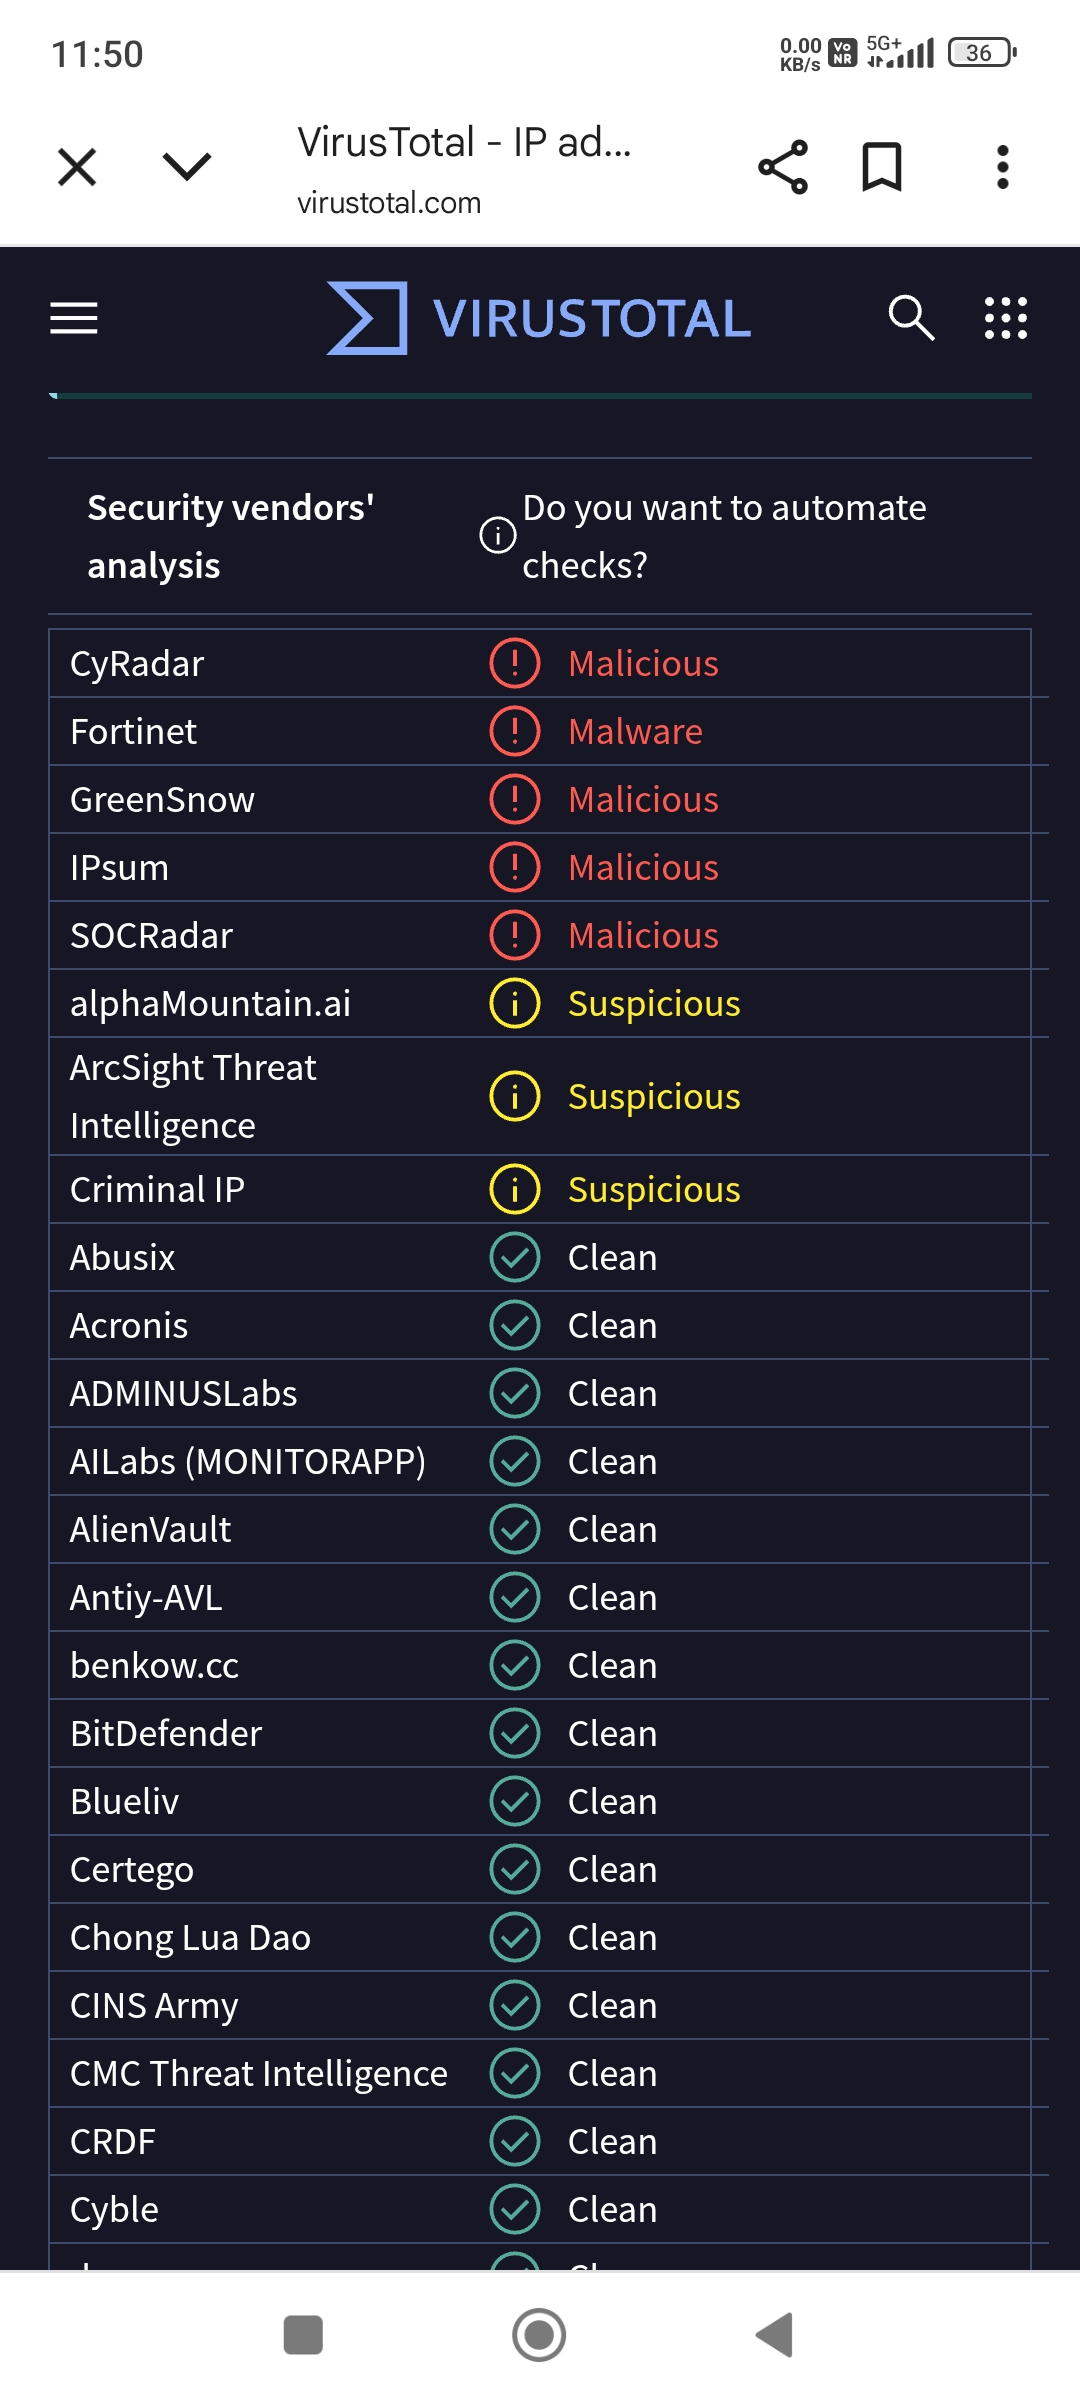 11:50
0.00
KB/s
Vo
NR
5G+
36
VirusTotal - IP ad...
virustotal.com
VIRUSTOTAL
Security vendors'
analysis
Do you want to automate
checks?
CyRadar Malicious
Fortinet Malware
GreenSnow Malicious
IPsum Malicious
SOCRadar Malicious
alphaMountain.ai Suspicious
ArcSight Threat
Intelligence Suspicious
Criminal IP Suspicious
Abusix Clean
Acronis Clean
ADMINUSLabs Clean
AILabs (MONITORAPP) Clean
AlienVault Clean
Antiy-AVL Clean
benkow.cc Clean
BitDefender Clean
Blueliv Clean
Certego Clean
Chong Lua Dao Clean
CINS Army Clean
CMC Threat Intelligence Clean
CRDF Clean
Cyble Clean